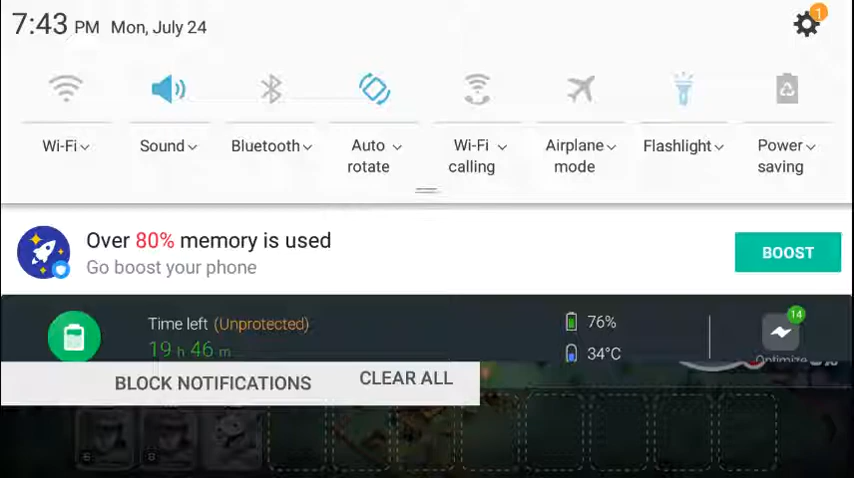 7:43 PM Mon, July 24
1
Wi-Fi
Sound
Bluetooth
Auto rotate
Wi-Fi calling
Airplane mode
Flashlight
Power saving
Over 80% memory is used
Go boost your phone
BOOST
Time left (Unprotected)
19 h 46 m
76%
34°C
14
Optimize
BLOCK NOTIFICATIONS
CLEAR ALL